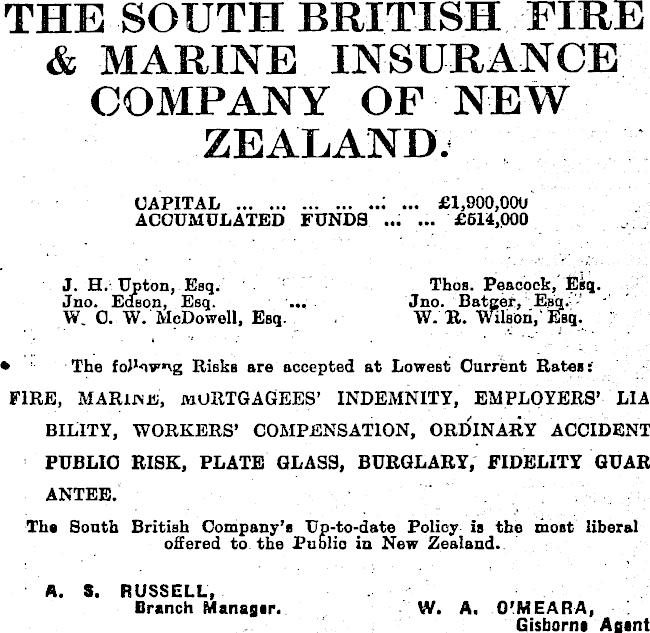 THE SOUTH BRITISH FIRE
& MARINE INSURANCE
COMPANY OF NEW
ZEALAND.
CAPITAL ... ... ... ... ... ... £1,900,000
ACCUMULATED FUNDS ... ... £514,000
J. H. Upton, Esq. Thos. Peacock, Esq.
Jno. Edson, Esq. ... Jno. Batger, Esq.
W. C. W. McDowell, Esq. W. R. Wilson, Esq.
The following Risks are accepted at Lowest Current Rates:
FIRE, MARINE, MORTGAGEES' INDEMNITY, EMPLOYERS' LIA
BILITY, WORKERS' COMPENSATION, ORDINARY ACCIDENT
PUBLIC RISK, PLATE GLASS, BURGLARY, FIDELITY GUAR
ANTEE.
The South British Company's Up-to-date Policy is the most liberal
offered to the Public in New Zealand.
A. S. RUSSELL,
Branch Manager.
W. A. O'MEARA,
Gisborne Agent